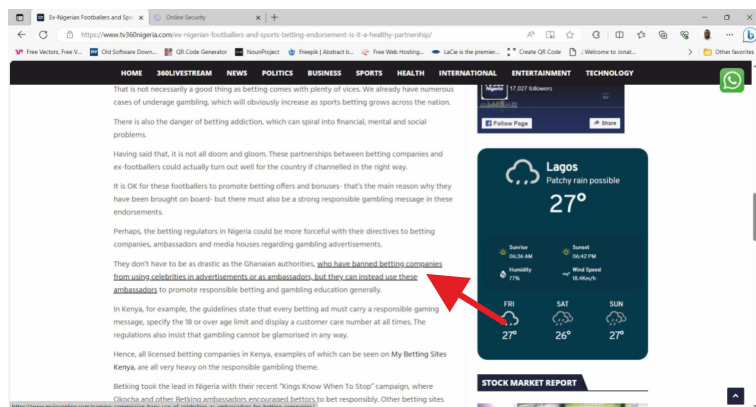 Ex-Nigerian Footballers and Spo
Online Security
https://www.tv360nigeria.com/ex-nigerian-footballers-and-sports-betting-endorsement-is-it-a-healthy-partnership/
Free Vectors, Free V...
Old Software Down...
QR Code Generator
NounProject
Freepik | Abstract b...
Free Web Hosting...
LaCie is the premier...
Create QR Code
:: Welcome to Jonat...
Other favorites
HOME 360LIVESTREAM NEWS POLITICS BUSINESS SPORTS HEALTH INTERNATIONAL ENTERTAINMENT TECHNOLOGY
That is not necessarily a good thing as betting comes with plenty of vices. We already have numerous
cases of underage gambling, which will obviously increase as sports betting grows across the nation.
There is also the danger of betting addiction, which can spiral into financial, mental and social
problems.
Having said that, it is not all doom and gloom. These partnerships between betting companies and
ex-footballers could actually turn out well for the country if channelled in the right way.
It is OK for these footballers to promote betting offers and bonuses- that's the main reason why they
have been brought on board- but there must also be a strong responsible gambling message in these
endorsements.
Perhaps, the betting regulators in Nigeria could be more forceful with their directives to betting
companies, ambassadors and media houses regarding gambling advertisements.
They don't have to be as drastic as the Ghanaian authorities, who have banned betting companies
from using celebrities in advertisements or as ambassadors, but they can instead use these
ambassadors to promote responsible betting and gambling education generally.
In Kenya, for example, the guidelines state that every betting ad must carry a responsible gaming
message, specify the 18 or over age limit and display a customer care number at all times. The
regulations also insist that gambling cannot be glamorised in any way.
Hence, all licensed betting companies in Kenya, examples of which can be seen on My Betting Sites
Kenya, are all very heavy on the responsible gambling theme.
Betking took the lead in Nigeria with their recent "Kings Know When To Stop" campaign, where
Okocha and other Betking ambassadors encouraged bettors to bet responsibly. Other betting sites
Nigeria
17,027 followers
Follow Page
Share
Lagos
Patchy rain possible
27°
Sunrise
06:36 AM
Sunset
06:42 PM
Humidity
77%
Wind Speed
18.4Km/h
FRI SAT SUN
27° 26° 27°
STOCK MARKET REPORT